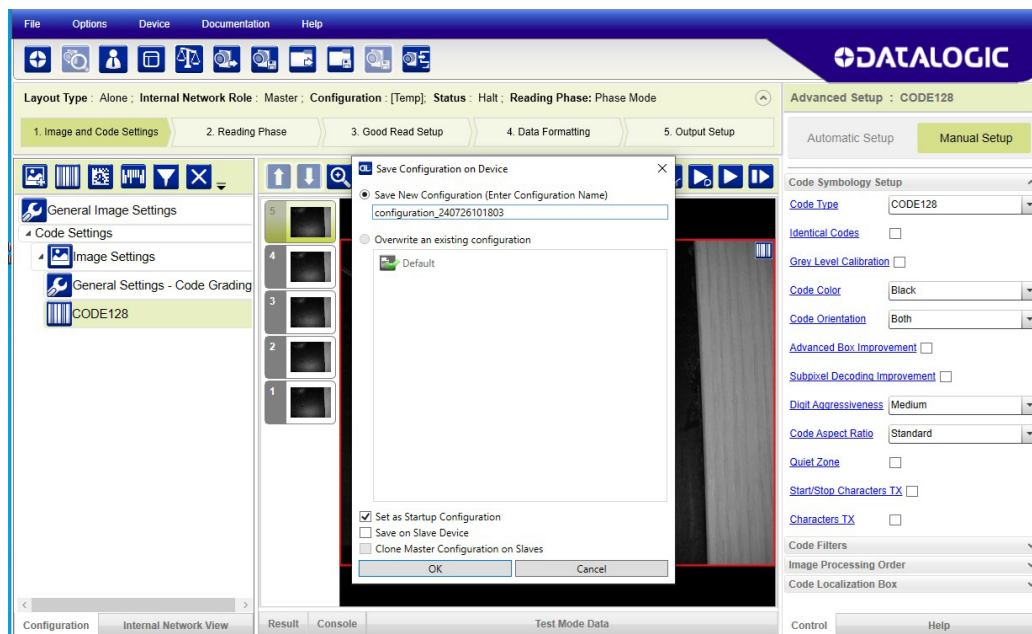 File Options Device Documentation Help
DATALOGIC
Layout Type : Alone ; Internal Network Role : Master ; Configuration : [Temp]; Status : Halt ; Reading Phase: Phase Mode
1. Image and Code Settings 2. Reading Phase 3. Good Read Setup 4. Data Formatting 5. Output Setup
General Image Settings
Code Settings
Image Settings
General Settings - Code Grading
CODE128
Configuration Internal Network View
5
4
3
2
1
Result Console Test Mode Data
Save Configuration on Device
Save New Configuration (Enter Configuration Name)
configuration_240726101803
Overwrite an existing configuration
Default
Set as Startup Configuration
Save on Slave Device
Clone Master Configuration on Slaves
OK Cancel
Advanced Setup : CODE128
Automatic Setup Manual Setup
Code Symbology Setup
Code Type CODE128
Identical Codes
Grey Level Calibration
Code Color Black
Code Orientation Both
Advanced Box Improvement
Subpixel Decoding Improvement
Digit Aggressiveness Medium
Code Aspect Ratio Standard
Quiet Zone
Start/Stop Characters TX
Characters TX
Code Filters
Image Processing Order
Code Localization Box
Control Help